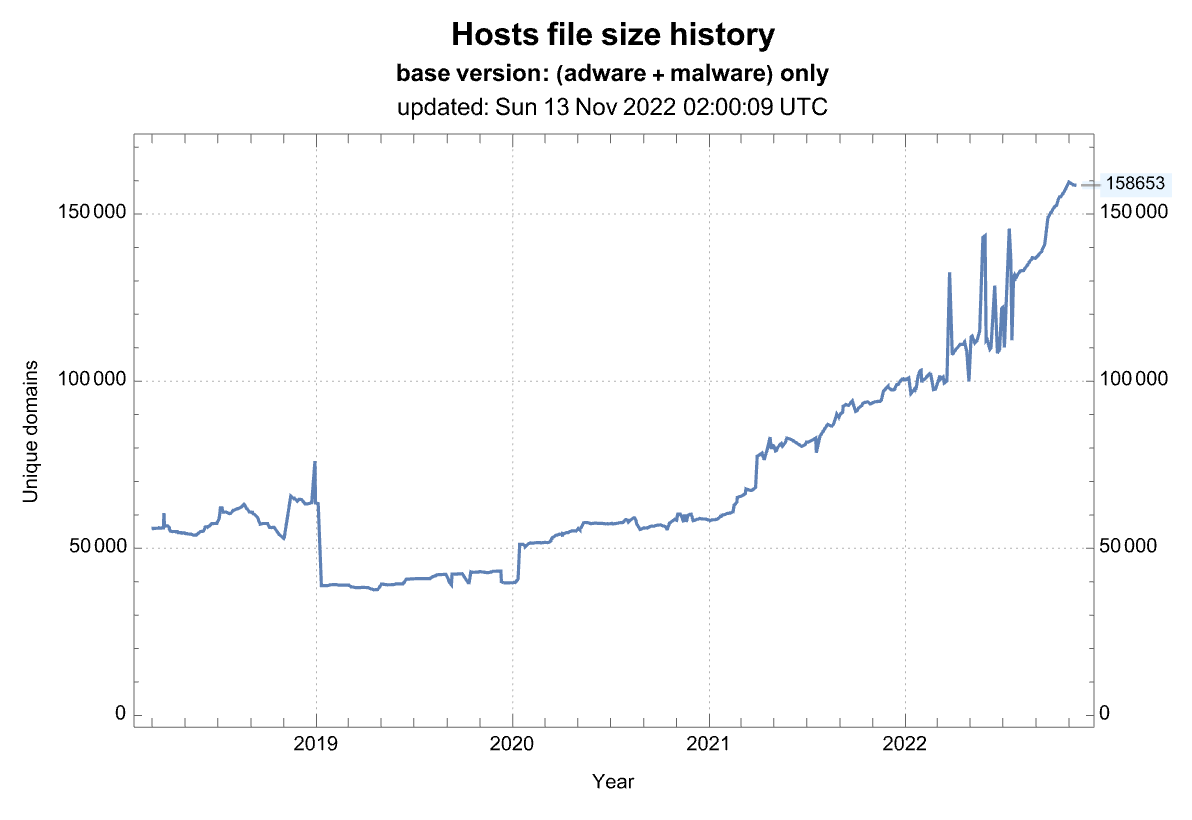 Hosts file size history
base version: (adware + malware) only
updated: Sun 13 Nov 2022 02:00:09 UTC
158653
150 000
150 000
100 000
100 000
Unique domains
50 000
50 000
0
0
2019
2020
2021
2022
Year